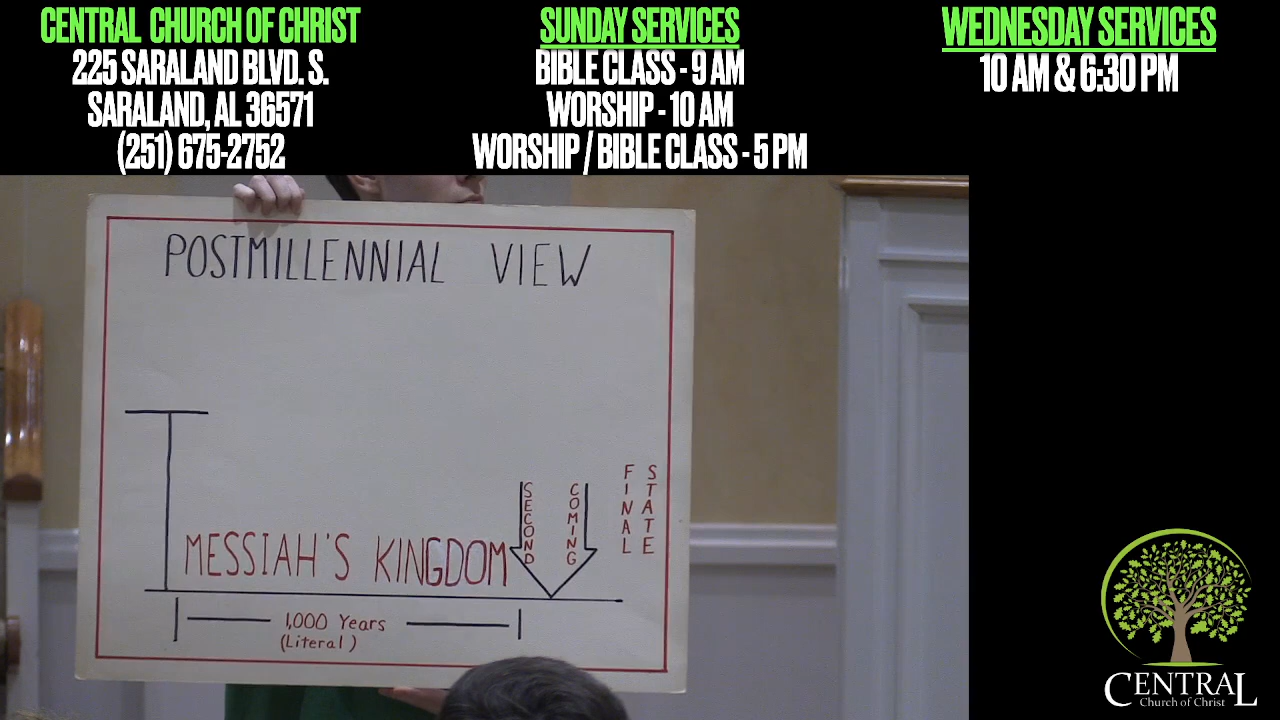 CENTRAL CHURCH OF CHRIST
225 SARALAND BLVD. S.
SARALAND, AL 36571
(251) 675-2752
SUNDAY SERVICES
BIBLE CLASS - 9 AM
WORSHIP - 10 AM
WORSHIP / BIBLE CLASS - 5 PM
WEDNESDAY SERVICES
10 AM & 6:30 PM
POSTMILLENNIAL VIEW
MESSIAH'S KINGDOM
SECOND
COMING
FINAL
STATE
1,000 Years
(Literal)
CENTRAL
Church of Christ